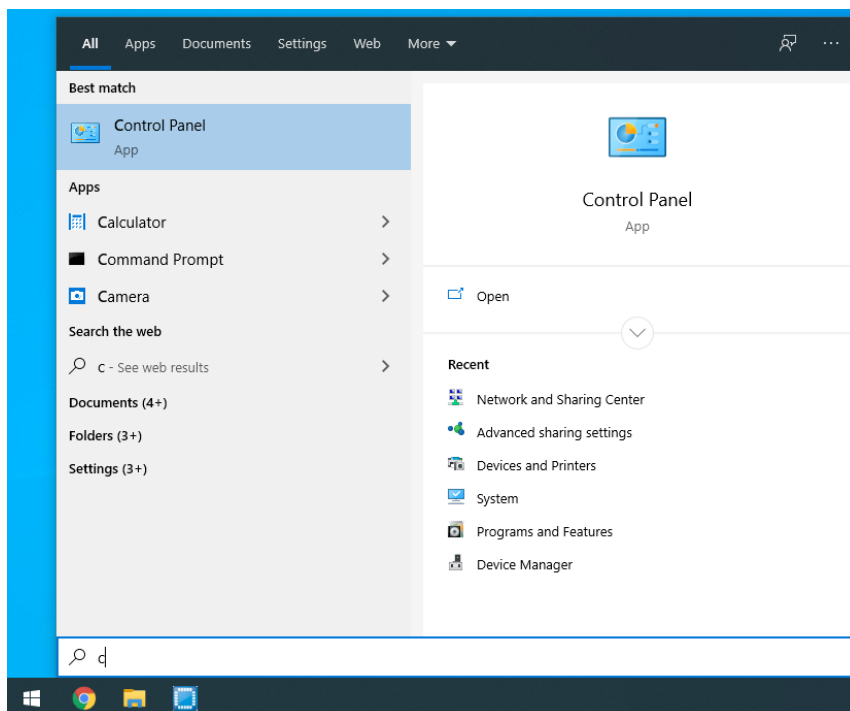 All Apps Documents Settings Web More
Best match
Control Panel
App
Apps
Calculator
Command Prompt
Camera
Search the web
c - See web results
Documents (4+)
Folders (3+)
Settings (3+)
Control Panel
App
Open
Recent
Network and Sharing Center
Advanced sharing settings
Devices and Printers
System
Programs and Features
Device Manager
c